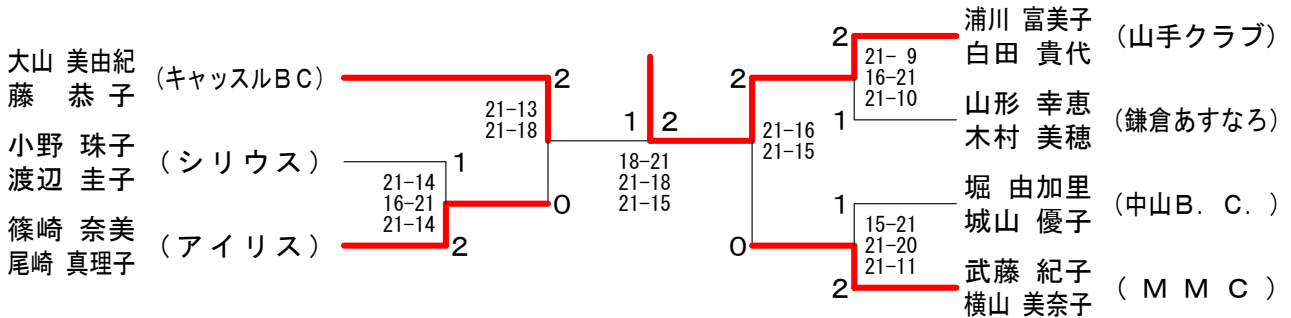 大山 美由紀
藤 恭子
(キャッスルBC)
2
21-13
21-18
小野 珠子
渡辺 圭子
(シリウス)
1
21-14
16-21
21-14
0
篠崎 奈美
尾崎 真理子
(アイリス)
2
1 2
18-21
21-18
21-15
浦川 富美子
白田 貴代
(山手クラブ)
2
21- 9
16-21
21-10
2
山形 幸恵
木村 美穂
(鎌倉あすなろ)
1
21-16
21-15
堀 由加里
城山 優子
(中山B. C. )
1
15-21
21-20
21-11
0
武藤 紀子
横山 美奈子
( M M C )
2